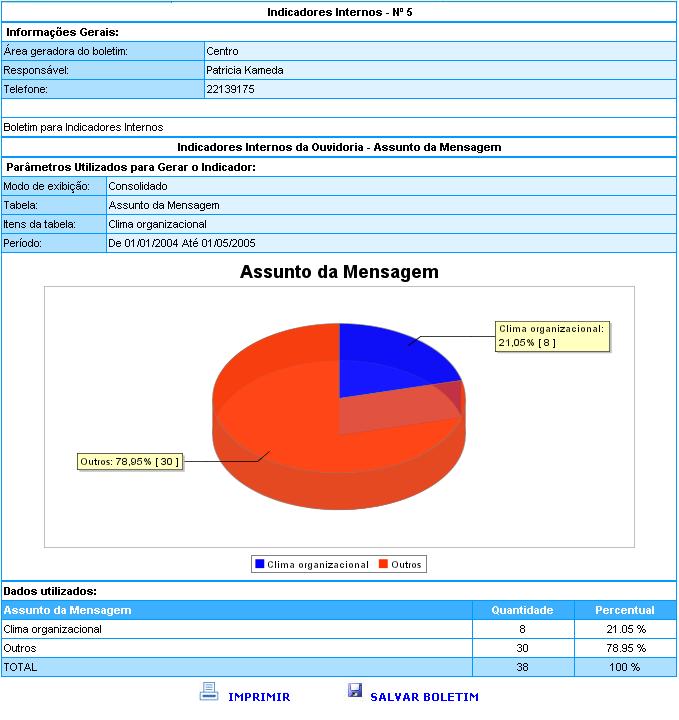 Indicadores Internos - Nº 5
Informações Gerais:
Área geradora do boletim: Centro
Responsável: Patricia Kameda
Telefone: 22139175
Boletim para Indicadores Internos
Indicadores Internos da Ouvidoria - Assunto da Mensagem
Parâmetros Utilizados para Gerar o Indicador:
Modo de exibição: Consolidado
Tabela: Assunto da Mensagem
Itens da tabela: Clima organizacional
Período: De 01/01/2004 Até 01/05/2005
Assunto da Mensagem
Clima organizacional:
21,05% [ 8 ]
Outros: 78,95% [ 30 ]
Clima organizacional Outros
Dados utilizados:
Assunto da Mensagem Quantidade Percentual
Clima organizacional 8 21.05 %
Outros 30 78.95 %
TOTAL 38 100 %
IMPRIMIR SALVAR BOLETIM